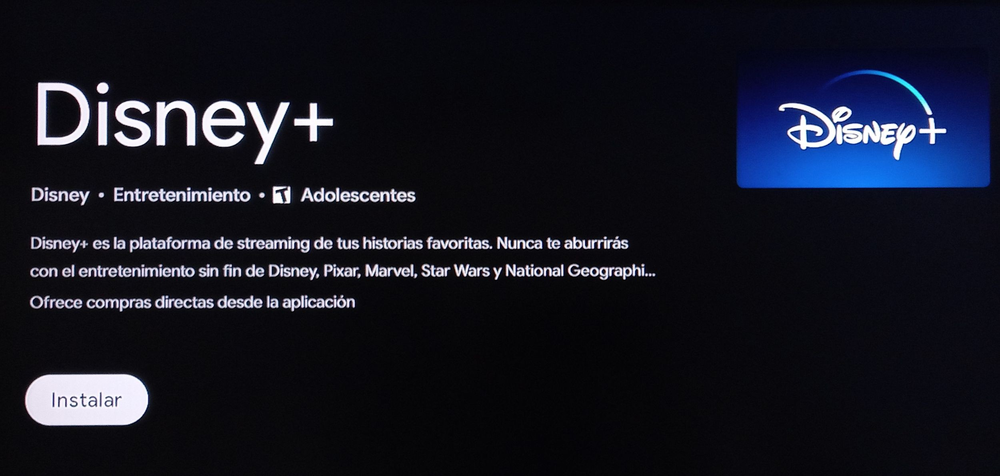 Disney+
Disney+
Disney • Entretenimiento • T Adolescentes
Disney+ es la plataforma de streaming de tus historias favoritas. Nunca te aburrirás
con el entretenimiento sin fin de Disney, Pixar, Marvel, Star Wars y National Geographi...
Ofrece compras directas desde la aplicación
Instalar